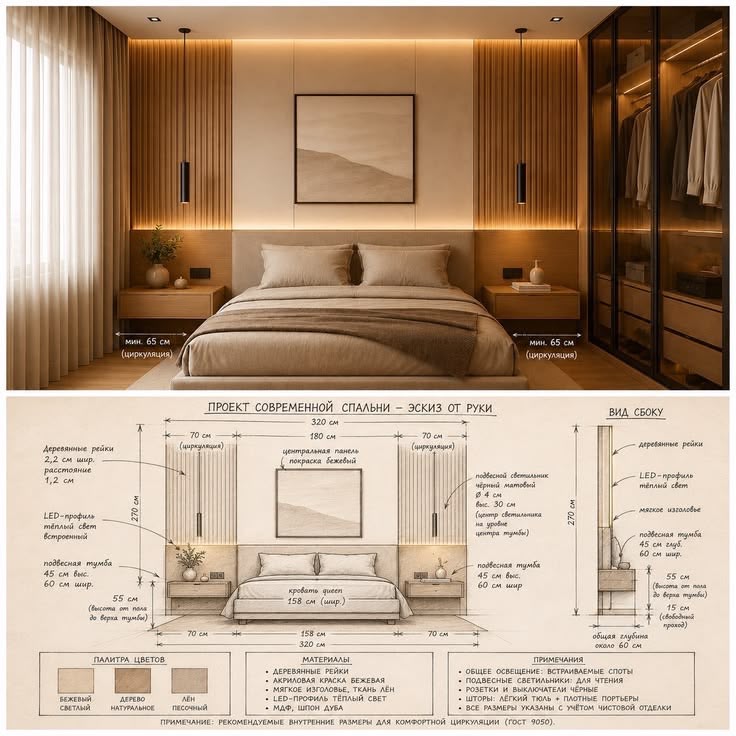 мин. 65 см
(циркуляция)
мин. 65 см
(циркуляция)
ПРОЕКТ СОВРЕМЕННОЙ СПАЛЬНИ – ЭСКИЗ ОТ РУКИ
320 см
70 см
(циркуляция)
180 см
70 см
(циркуляция)
центральная панель
покраска бежевый
Деревянные рейки
2,2 см шир.
расстояние
1,2 см
LED-профиль
тёплый свет
встроенный
подвесная тумба
45 см выс.
60 см шир.
270 см
55 см
(высота от пола
до верха тумбы)
подвесной светильник
чёрный матовый
Ø 4 см
выс. 30 см
(центр светильника
на уровне
центра тумбы)
подвесная тумба
45 см выс.
60 см шир.
кровать queen
158 см (шир.)
70 см
158 см
70 см
320 см
ВИД СБОКУ
270 см
деревянные рейки
LED-профиль
тёплый свет
мягкое изголовье
подвесная тумба
45 см глуб.
60 см шир.
55 см
(высота от пола
до верха тумбы)
15 см
(свободный
проход)
общая глубина
около 60 см
ПАЛИТРА ЦВЕТОВ
БЕЖЕВЫЙ
СВЕТЛЫЙ
ДЕРЕВО
НАТУРАЛЬНОЕ
ЛЁН
ПЕСОЧНЫЙ
МАТЕРИАЛЫ
• ДЕРЕВЯННЫЕ РЕЙКИ
• АКРИЛОВАЯ КРАСКА БЕЖЕВАЯ
• МЯГКОЕ ИЗГОЛОВЬЕ, ТКАНЬ ЛЁН
• LED-ПРОФИЛЬ ТЁПЛЫЙ СВЕТ
• МДФ, ШПОН ДУБА
ПРИМЕЧАНИЯ
• ОБЩЕЕ ОСВЕЩЕНИЕ: ВСТРАИВАЕМЫЕ СПОТЫ
• ПОДВЕСНЫЕ СВЕТИЛЬНИКИ: ДЛЯ ЧТЕНИЯ
• РОЗЕТКИ И ВЫКЛЮЧАТЕЛИ ЧЁРНЫЕ
• ШТОРЫ: ЛЁГКИЙ ТЮЛЬ + ПЛОТНЫЕ ПОРТЬЕРЫ
• ВСЕ РАЗМЕРЫ УКАЗАНЫ С УЧЁТОМ ЧИСТОВОЙ ОТДЕЛКИ
ПРИМЕЧАНИЕ: РЕКОМЕНДУЕМЫЕ ВНУТРЕННИЕ РАЗМЕРЫ ДЛЯ КОМФОРТНОЙ ЦИРКУЛЯЦИИ (ГОСТ 9050).